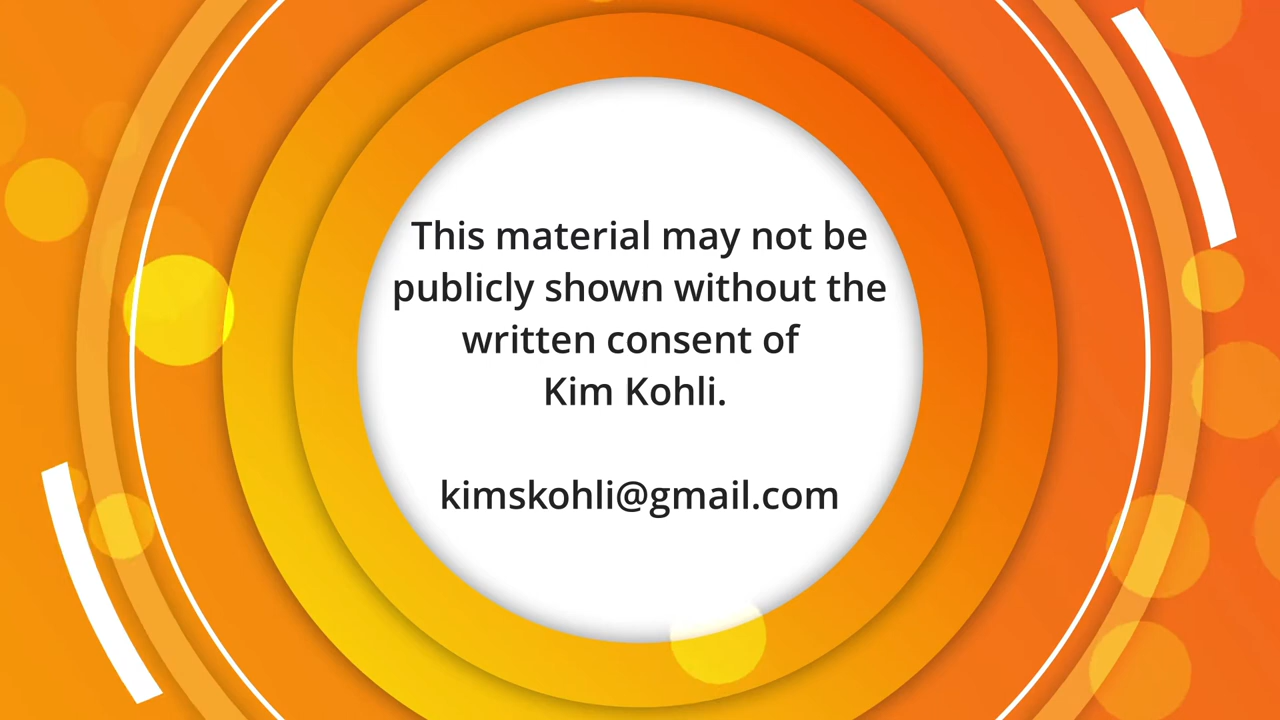 This material may not be
publicly shown without the
written consent of
Kim Kohli.
kimskohli@gmail.com